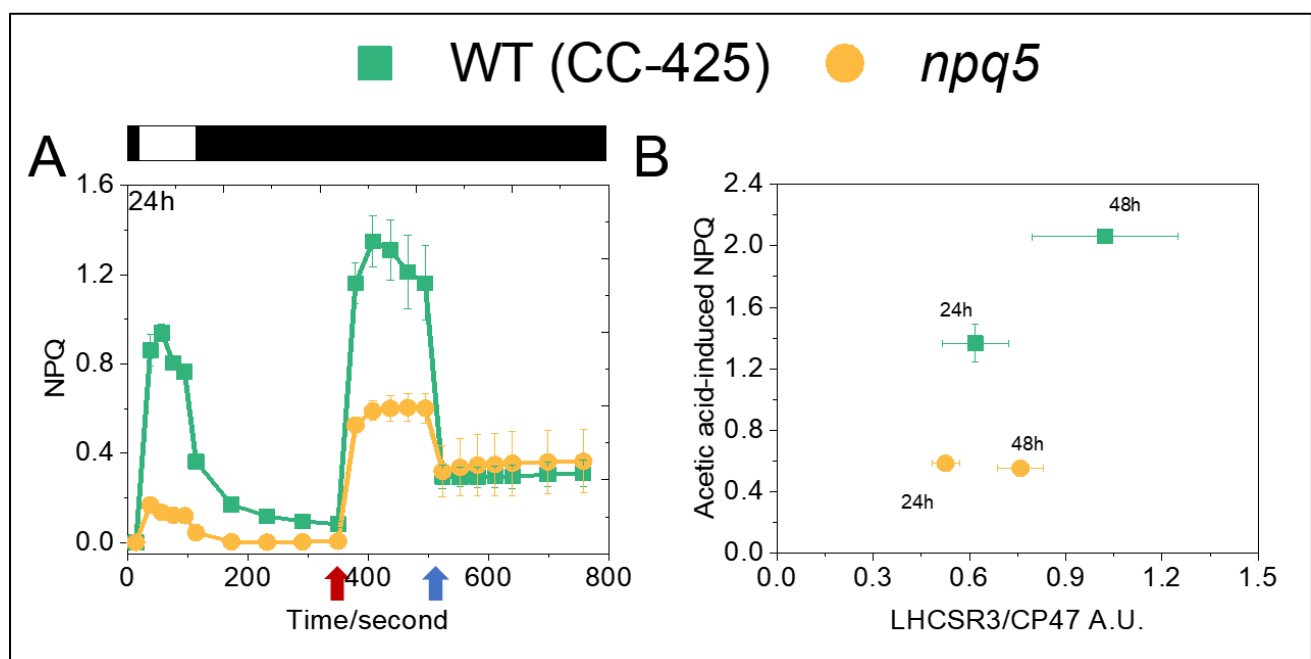 WT (CC-425) npq5
A
24h
1.6
1.2
0.8
0.4
0.0
NPQ
0 200 400 600 800
Time/second
B
2.4
2.0
1.6
1.2
0.8
0.4
0.0
Acetic acid-induced NPQ
48h
24h
48h
24h
0.0 0.3 0.6 0.9 1.2 1.5
LHCSR3/CP47 A.U.